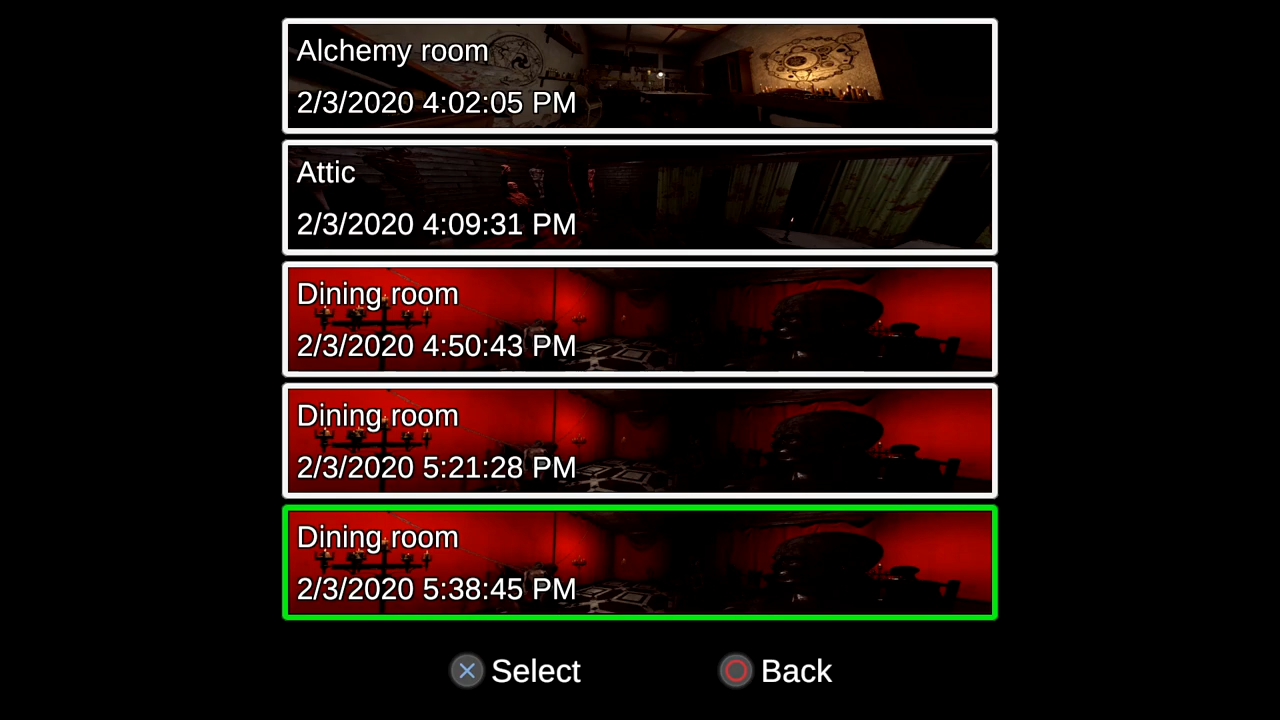 Alchemy room
2/3/2020 4:02:05 PM
Attic
2/3/2020 4:09:31 PM
Dining room
2/3/2020 4:50:43 PM
Dining room
2/3/2020 5:21:28 PM
Dining room
2/3/2020 5:38:45 PM
Select Back